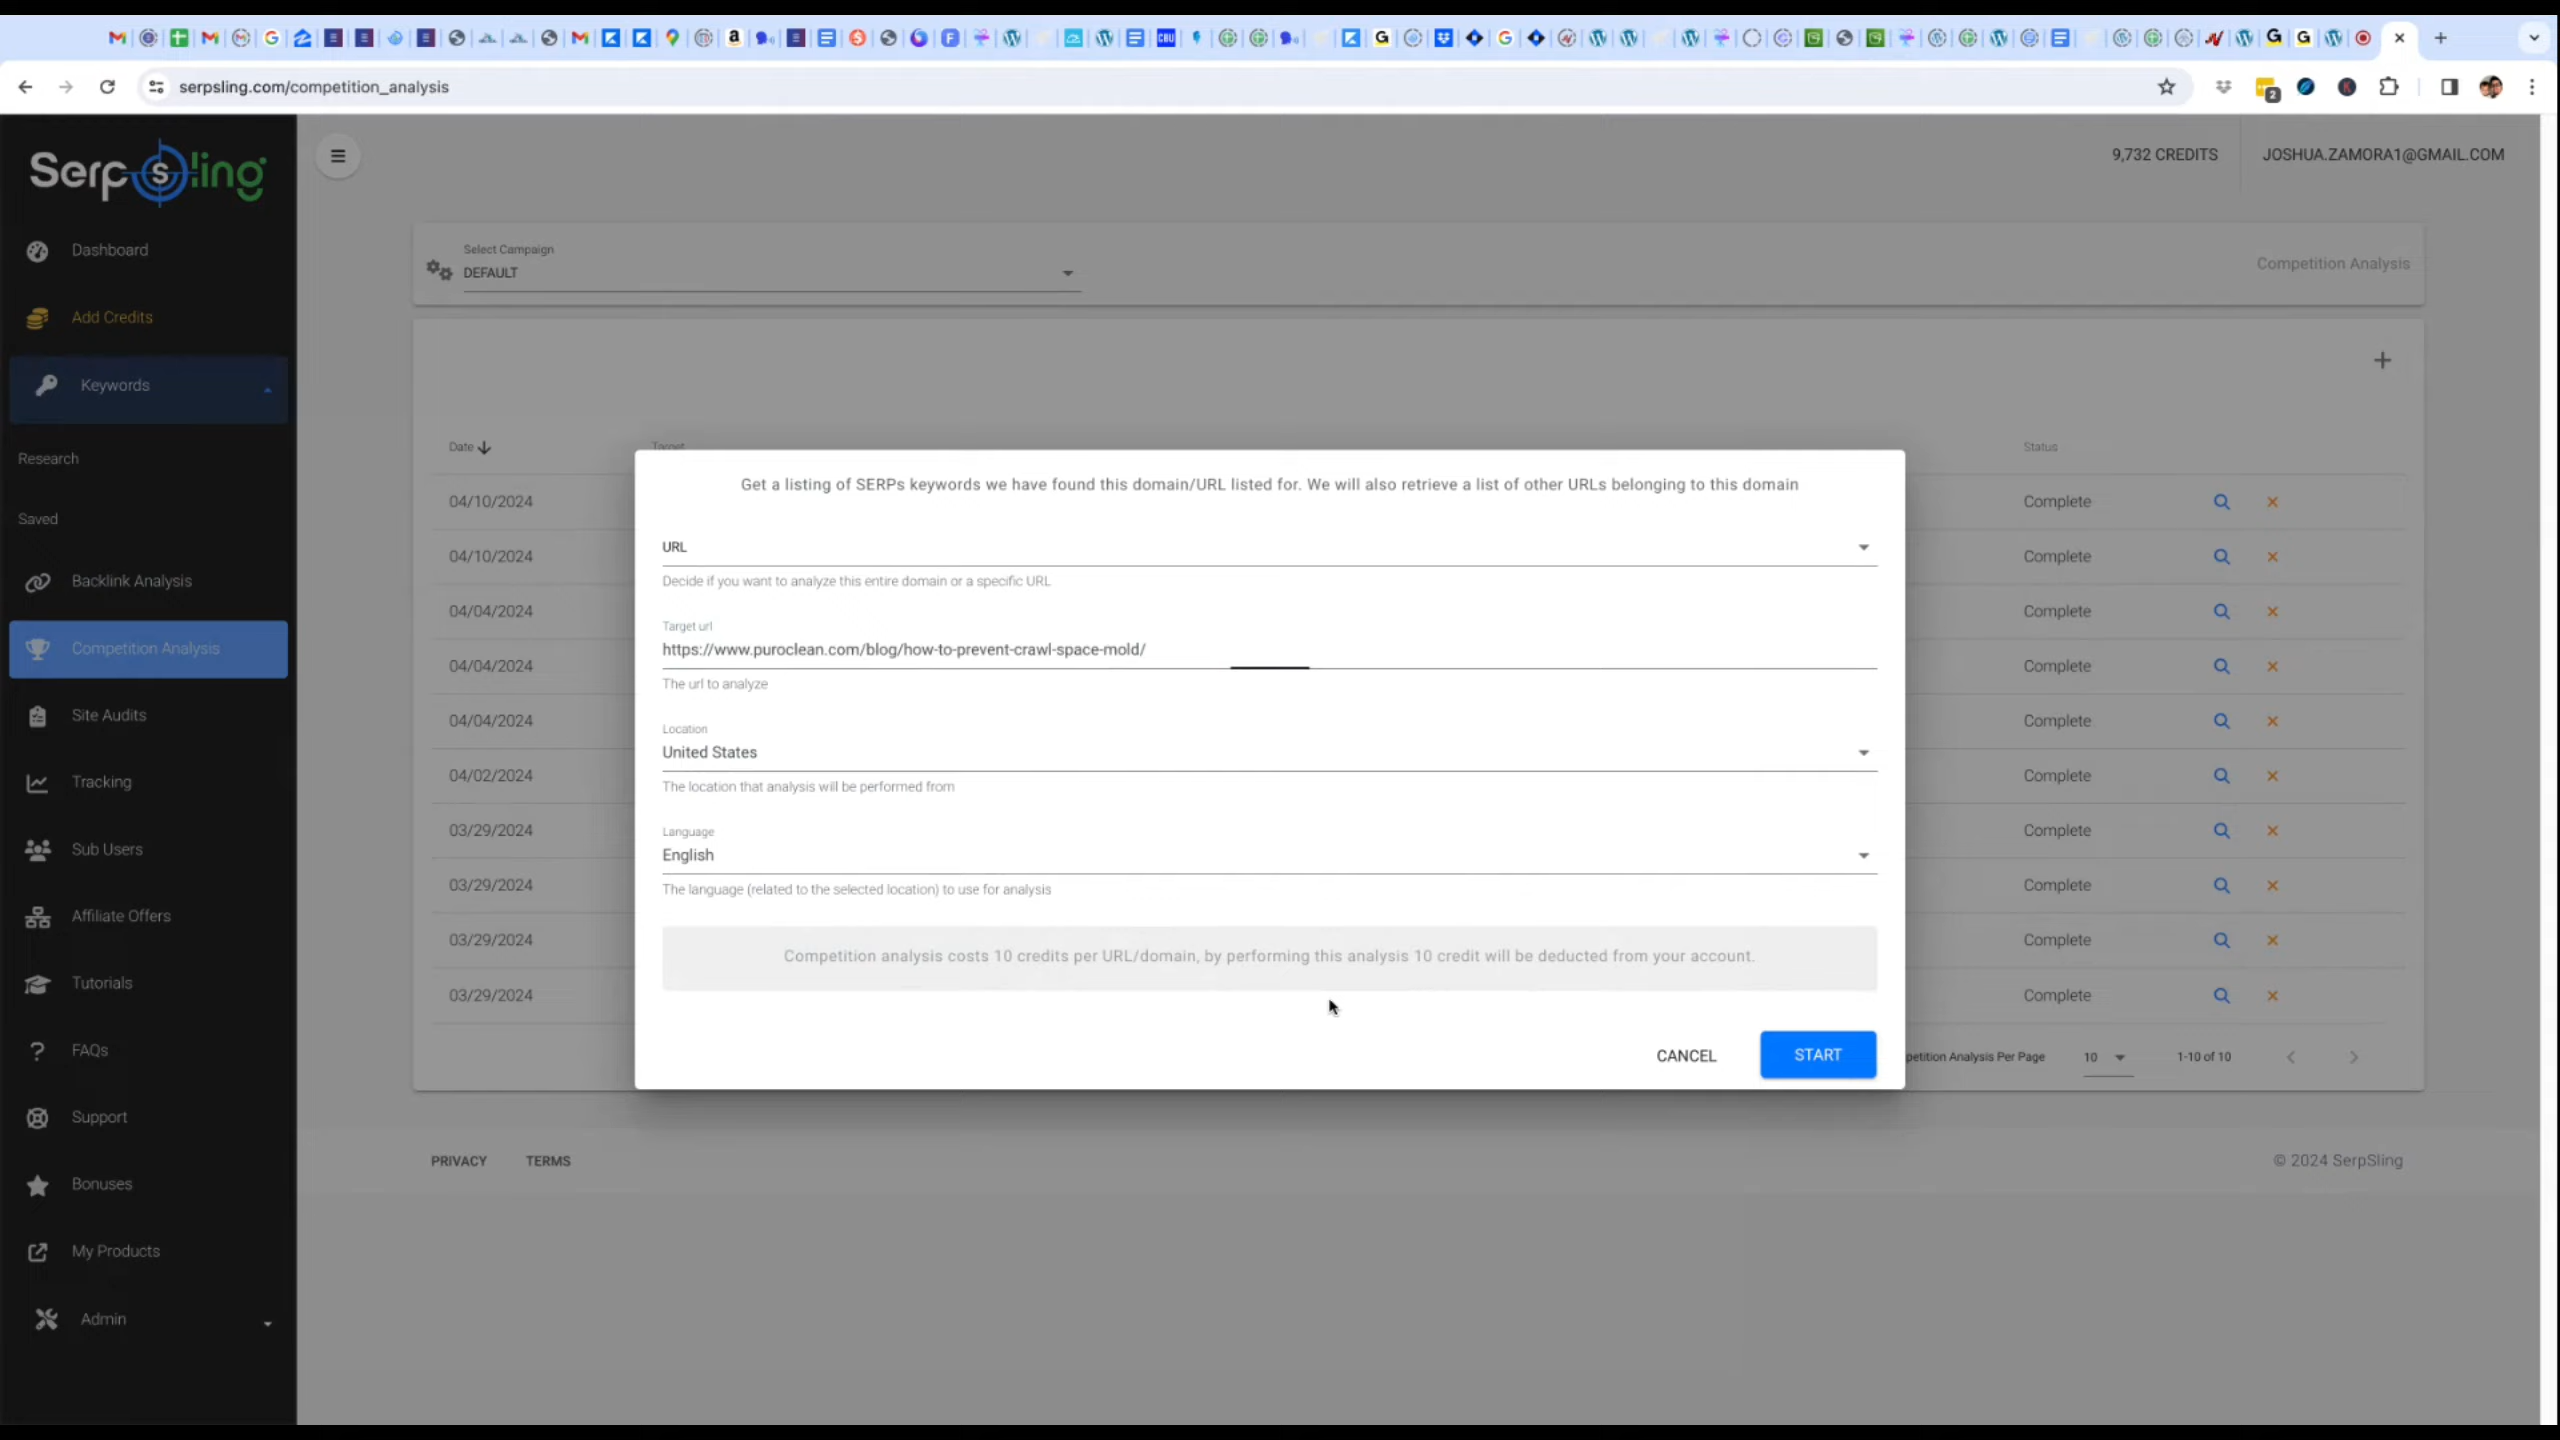 serpsling.com/competition_analysis
2
Serpsling
9,732 CREDITS
JOSHUA.ZAMORA1@GMAIL.COM
Dashboard
Add Credits
Keywords
Research
Saved
Backlink Analysis
Competition Analysis
Site Audits
Tracking
Sub Users
Affiliate Offers
Tutorials
FAQs
Support
Bonuses
My Products
Admin
Select Campaign
DEFAULT
Competition Analysis
Date
Target
Status
04/10/2024
Complete
04/10/2024
Complete
04/04/2024
Complete
04/04/2024
Complete
04/04/2024
Complete
04/02/2024
Complete
03/29/2024
Complete
03/29/2024
Complete
03/29/2024
Complete
03/29/2024
Complete
Get a listing of SERPs keywords we have found this domain/URL listed for. We will also retrieve a list of other URLs belonging to this domain
URL
Decide if you want to analyze this entire domain or a specific URL
Target url
https://www.puroclean.com/blog/how-to-prevent-crawl-space-mold/
The url to analyze
Location
United States
The location that analysis will be performed from
Language
English
The language (related to the selected location) to use for analysis
Competition analysis costs 10 credits per URL/domain, by performing this analysis 10 credit will be deducted from your account.
CANCEL
START
petition Analysis Per Page
10
1-10 of 10
PRIVACY
TERMS
© 2024 SerpSling